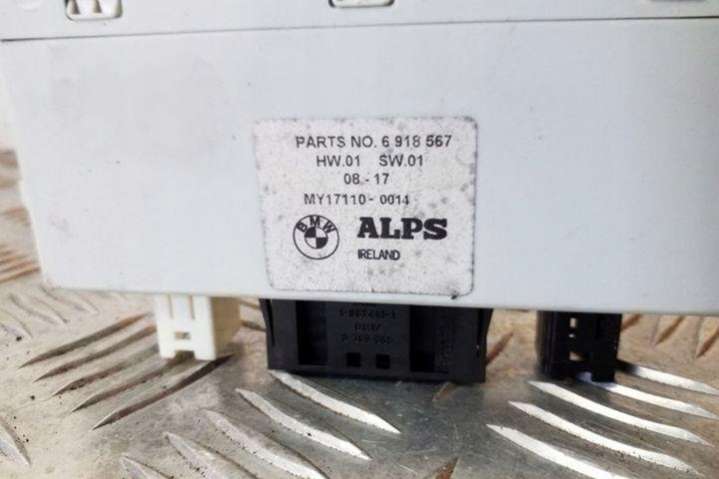 PARTS NO. 6 918 567
HW.01 SW.01
08 - 17
MY17110 - 0014
BMW ALPS
IRELAND